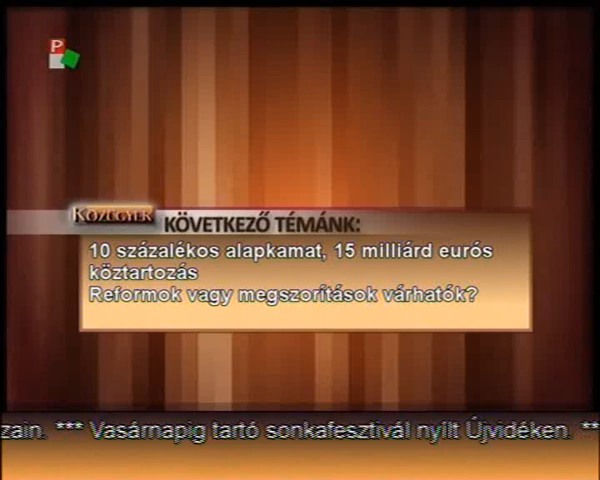 P
KÖZÜGYEK
KÖVETKEZŐ TÉMÁNK:
10 százalékos alapkamat, 15 milliárd eurós
köztartozás
Reformok vagy megszorítások várhatók?
zain. *** Vasárnapig tartó sonkafesztivál nyílt Újvidéken. **